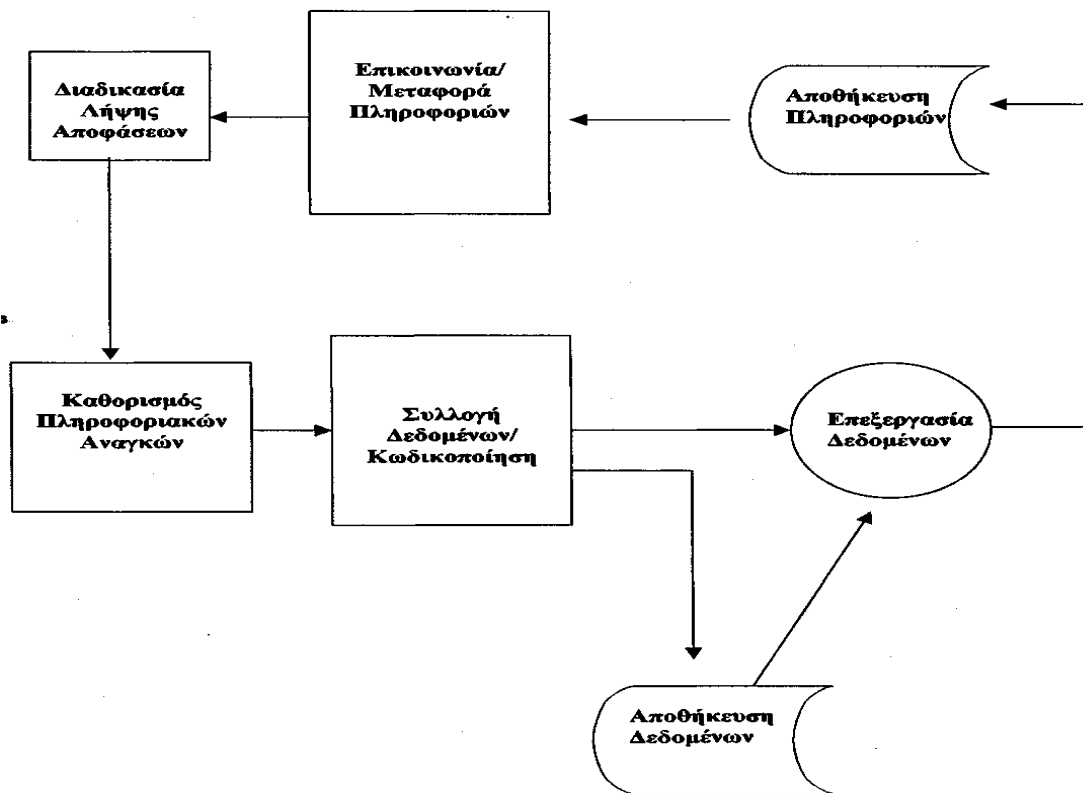 Διαδικασία
Λήψης
Αποφάσεων
Επικοινωνία/
Μεταφορά
Πληροφοριών
Αποθήκευση
Πληροφοριών
Καθορισμός
Πληροφοριακών
Αναγκών
Συλλογή
Δεδομένων/
Κωδικοποίηση
Επεξεργασία
Δεδομένων
Αποθήκευση
Δεδομένων